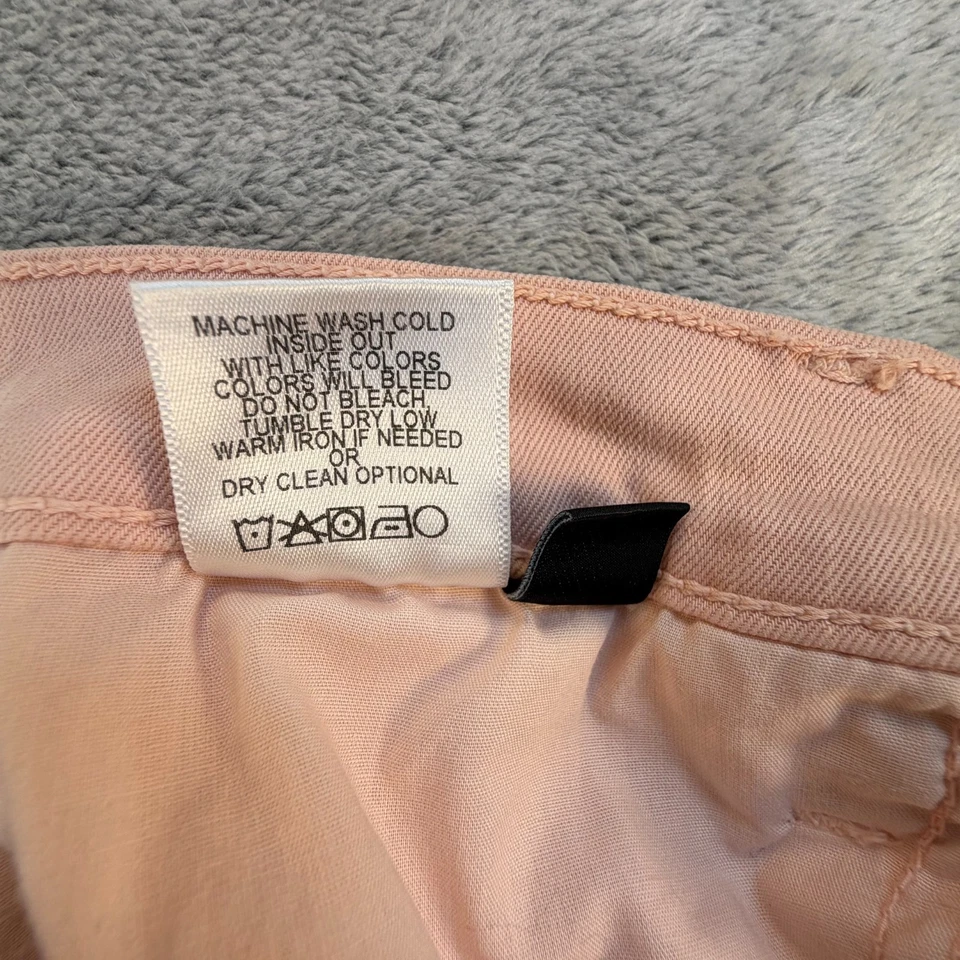 MACHINE WASH COLD
INSIDE OUT
WITH LIKE COLORS
COLORS WILL BLEED
DO NOT BLEACH
TUMBLE DRY LOW
WARM IRON IF NEEDED
OR
DRY CLEAN OPTIONAL